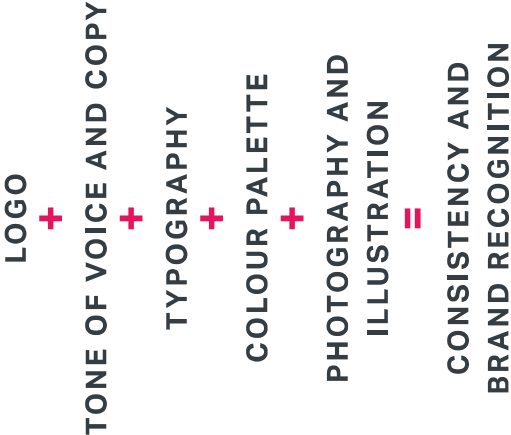 LOGO
+
TONE OF VOICE AND COPY
+
TYPOGRAPHY
+
COLOUR PALETTE
+
PHOTOGRAPHY AND
ILLUSTRATION
=
CONSISTENCY AND
BRAND RECOGNITION